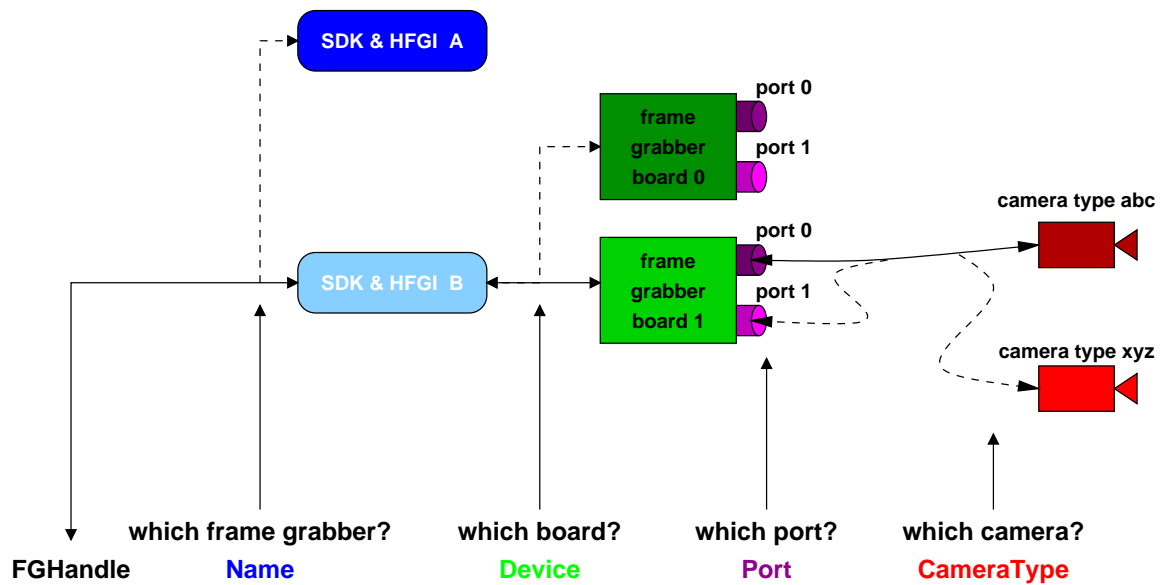 SDK & HFGI A
port 0
frame
grabber
board 0
port 1
camera type abc
port 0
SDK & HFGI B
frame
grabber
board 1
port 1
camera type xyz
which frame grabber?
which board?
which port?
which camera?
FGHandle
Name
Device
Port
CameraType